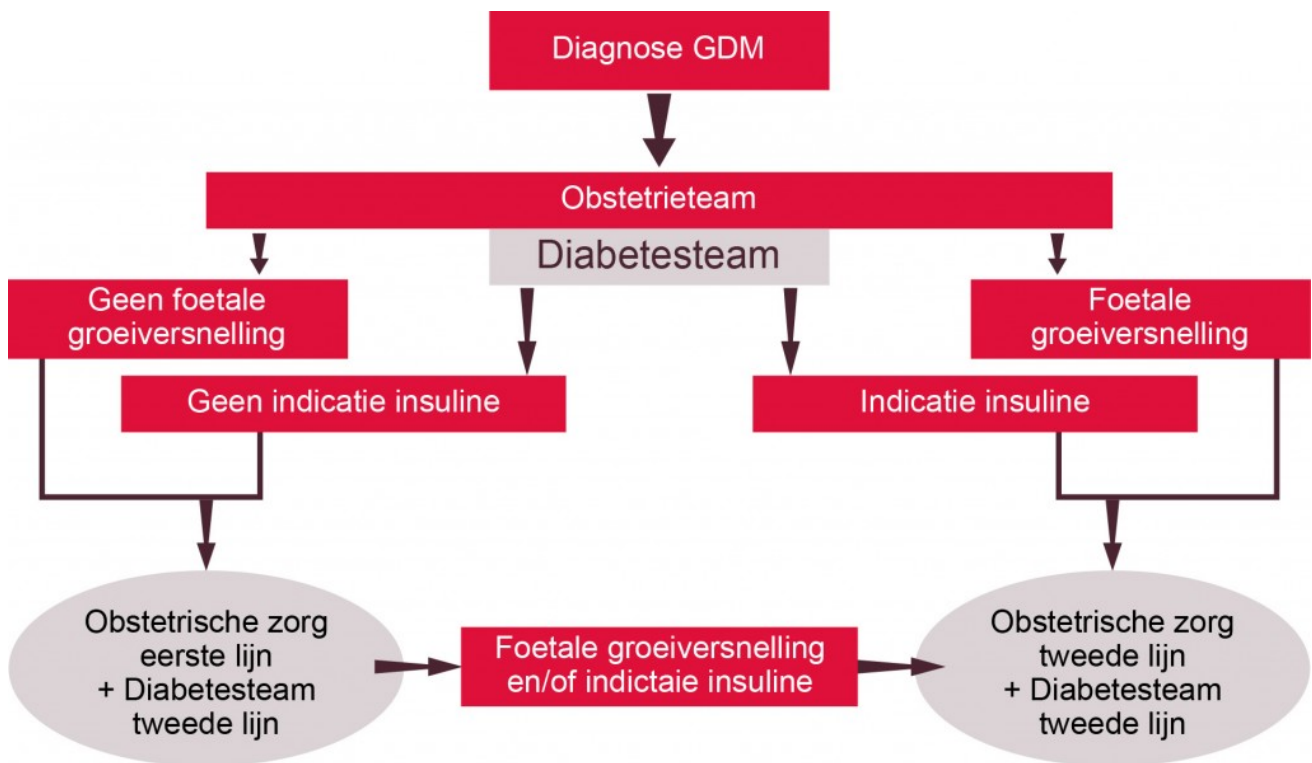 Diagnose GDM
Obstetrieteam
Diabetesteam
Geen foetale
groeiversnelling
Foetale
groeiversnelling
Geen indicatie insuline
Indicatie insuline
Obstetrische zorg
eerste lijn
+ Diabetesteam
tweede lijn
Foetale groeiversnelling
en/of indictaie insuline
Obstetrische zorg
tweede lijn
+ Diabetesteam
tweede lijn